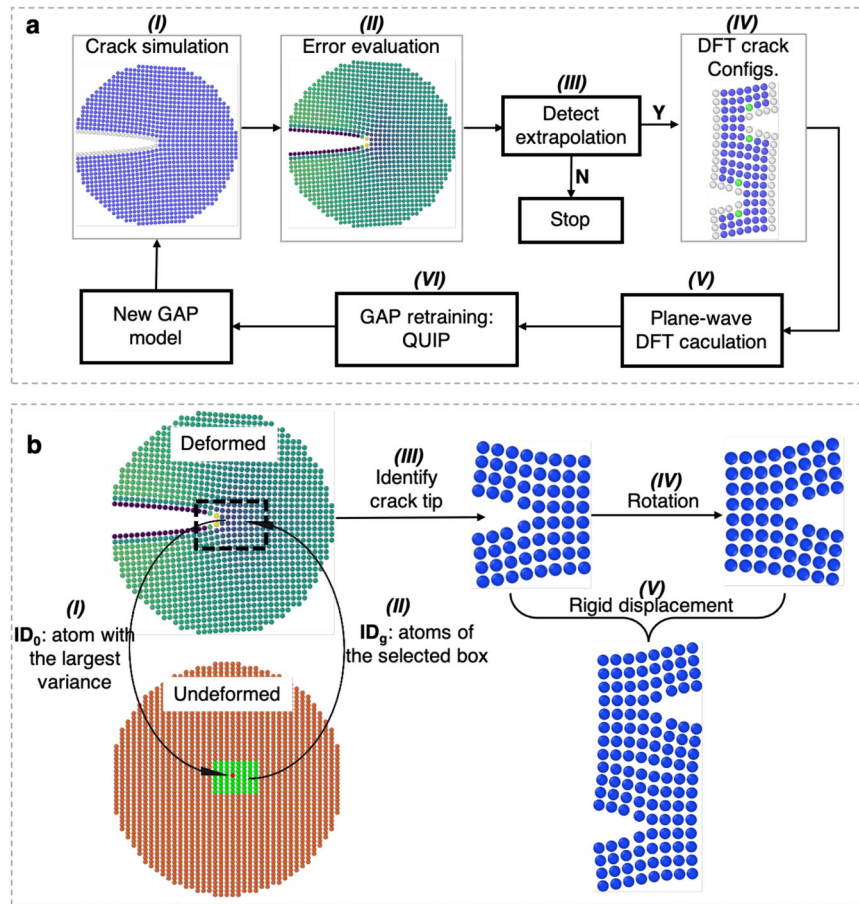 a
(I)
Crack simulation
(II)
Error evaluation
(III)
Detect
extrapolation
Y
N
Stop
(IV)
DFT crack
Configs.
(V)
Plane-wave
DFT caculation
(VI)
GAP retraining:
QUIP
New GAP
model
b
Deformed
(I)
ID₀: atom with
the largest
variance
(II)
ID_g: atoms of
the selected box
Undeformed
(III)
Identify
crack tip
(IV)
Rotation
(V)
Rigid displacement